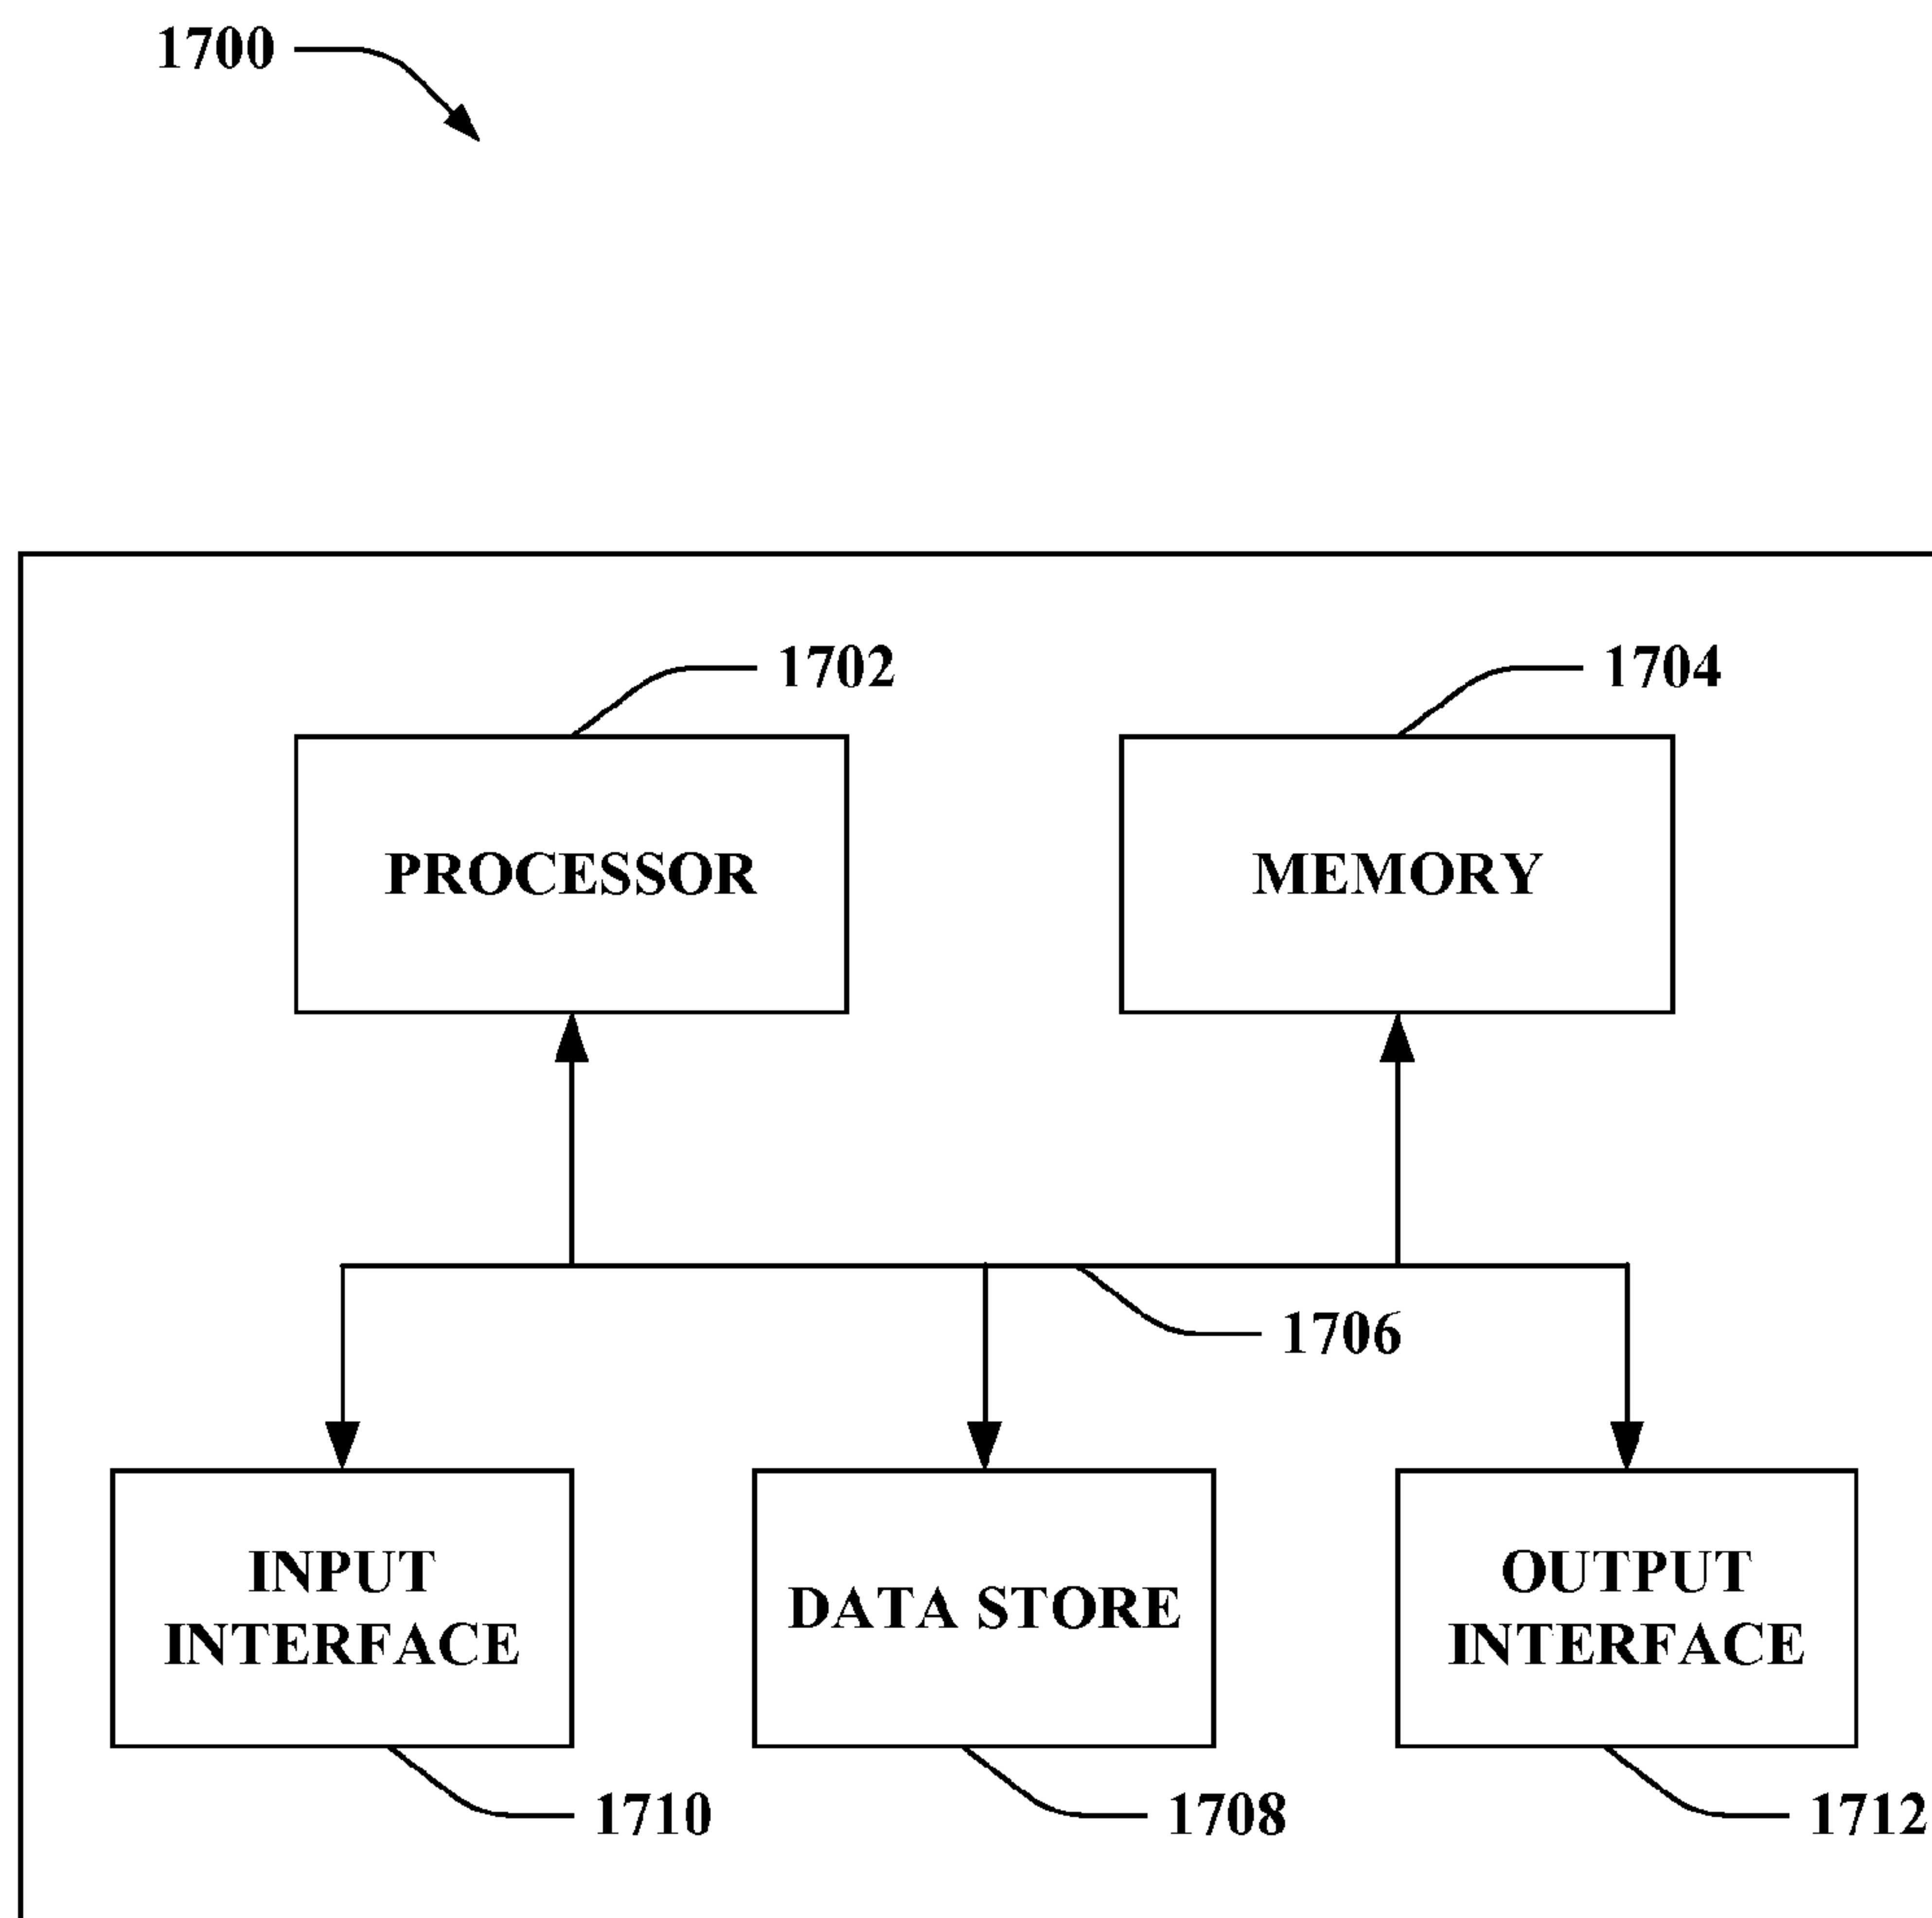 1700
1702
1704
PROCESSOR
MEMORY
1706
INPUT
INTERFACE
DATA STORE
OUTPUT
INTERFACE
1710
1708
1712